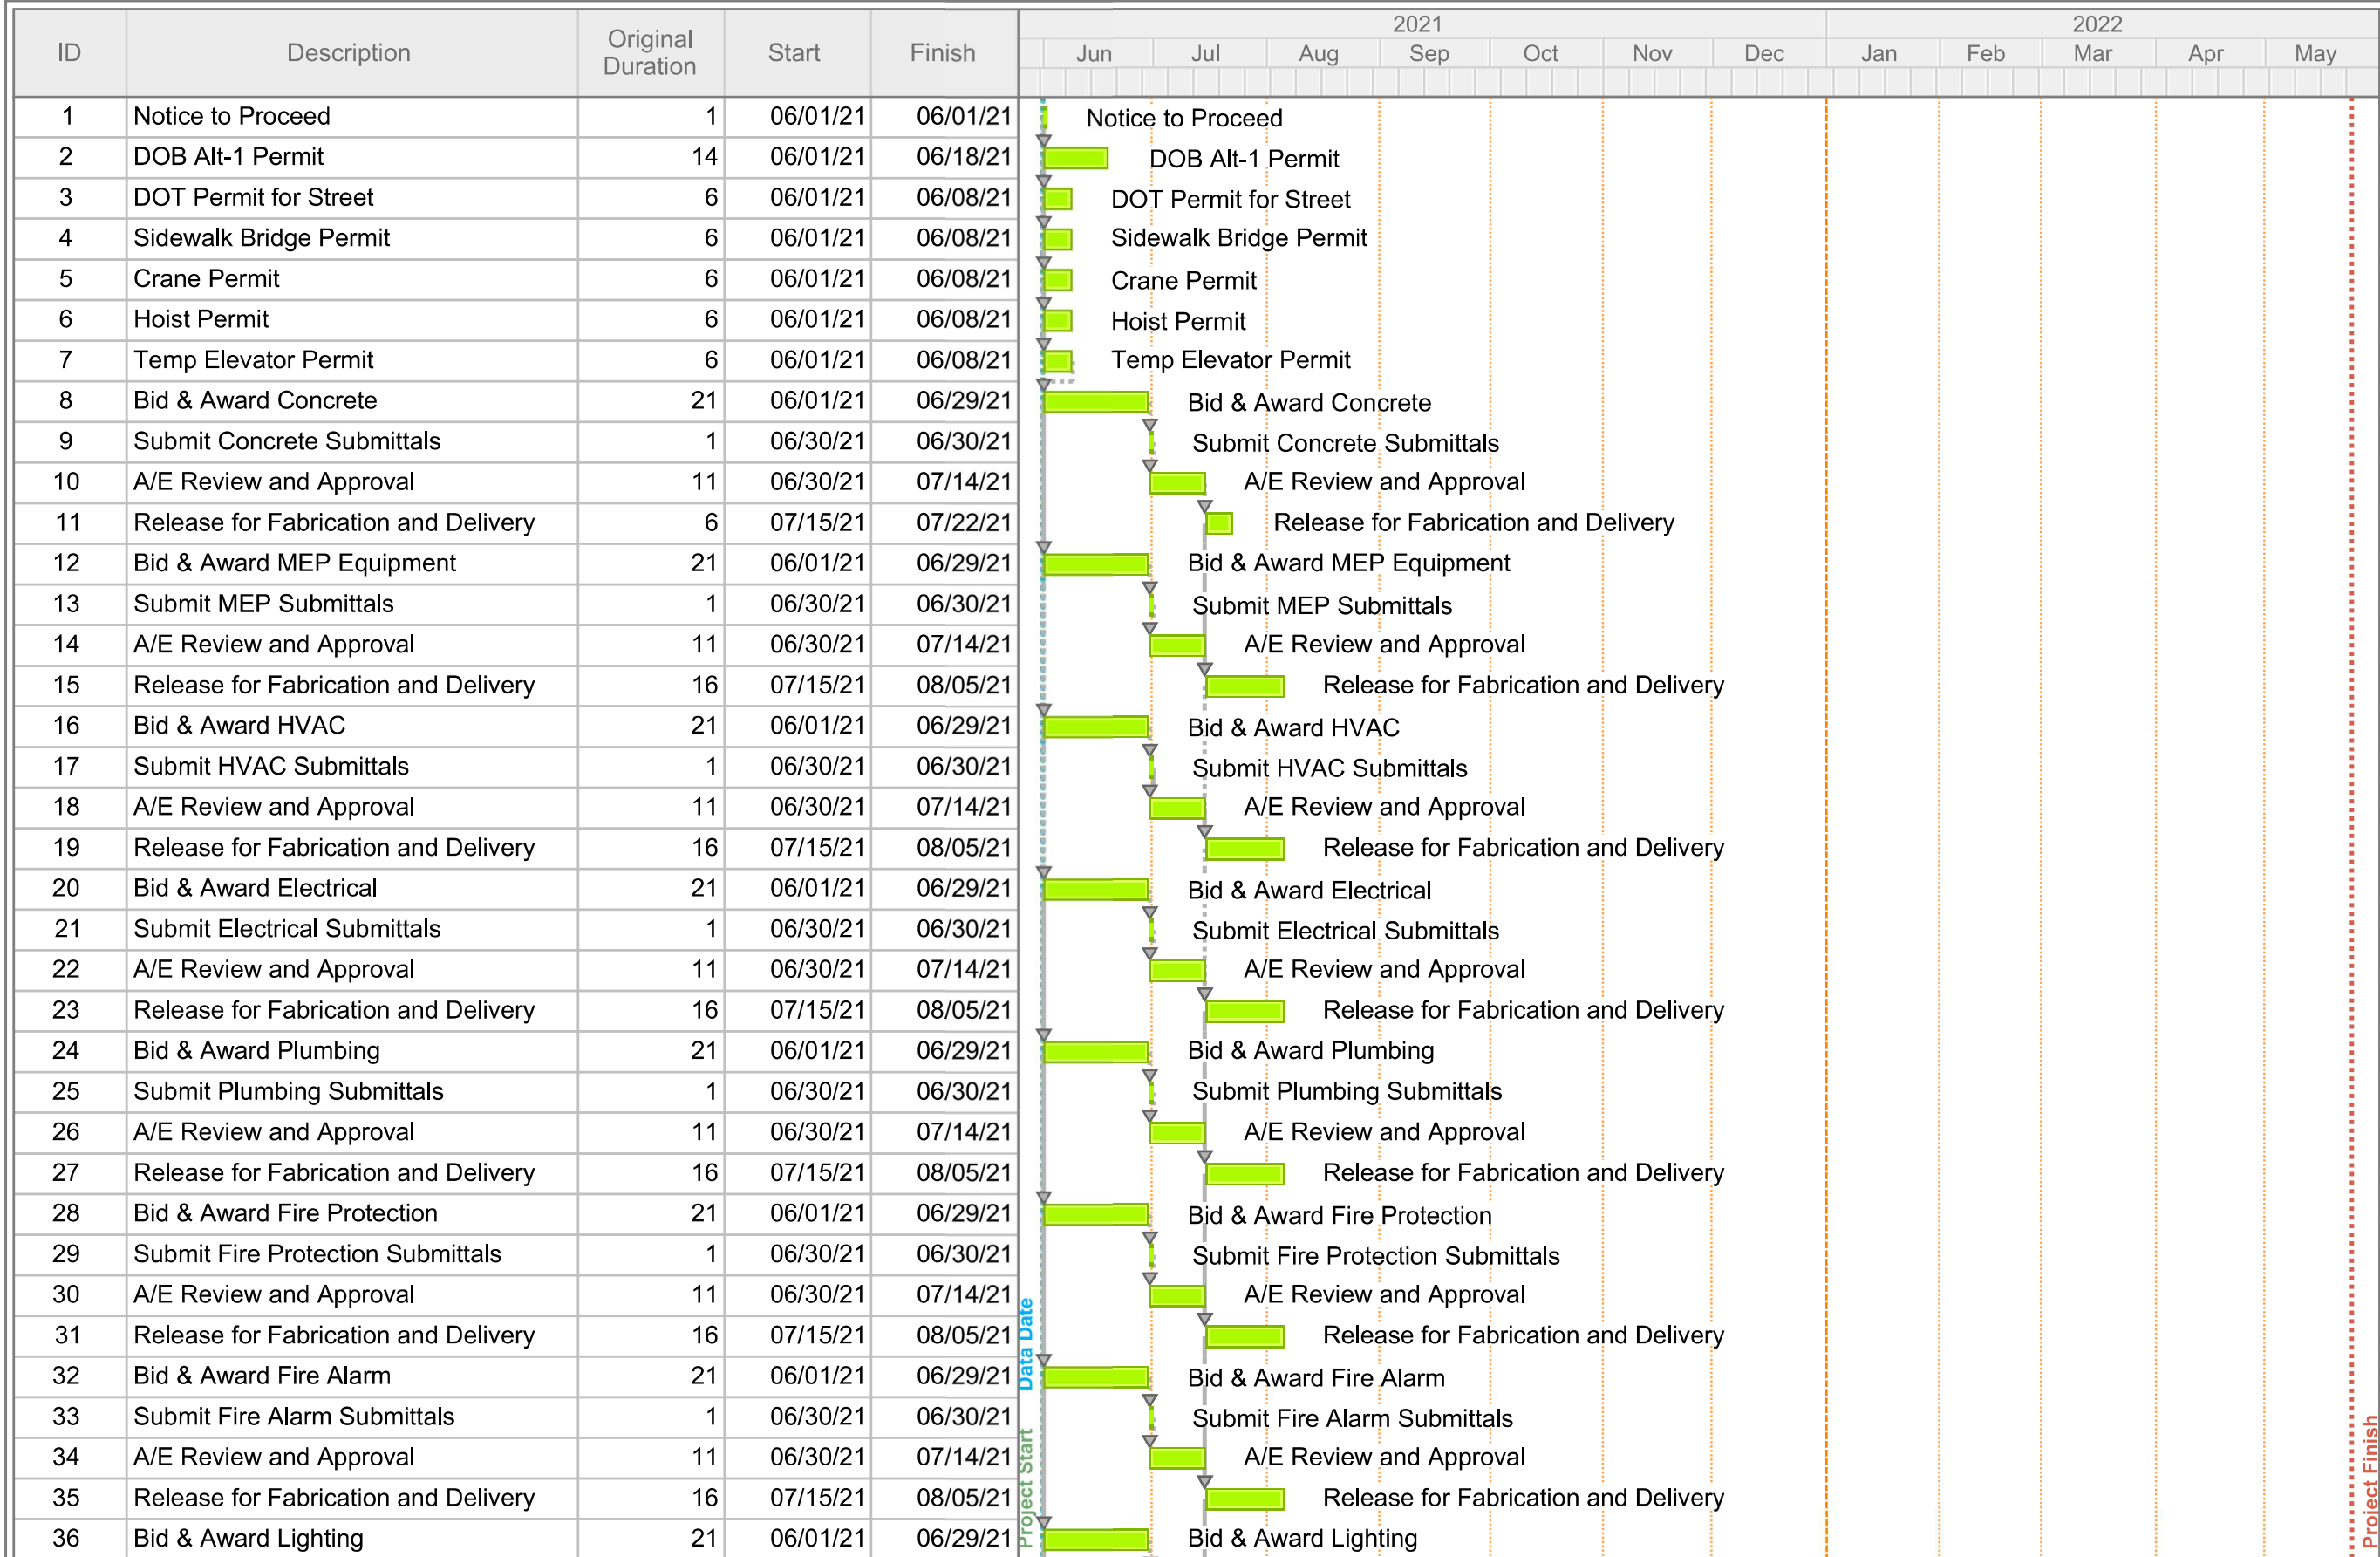 ID Description Original Duration Start Finish 2021 2022
Jun Jul Aug Sep Oct Nov Dec Jan Feb Mar Apr May
1 Notice to Proceed 1 06/01/21 06/01/21 Notice to Proceed
2 DOB Alt-1 Permit 14 06/01/21 06/18/21 DOB Alt-1 Permit
3 DOT Permit for Street 6 06/01/21 06/08/21 DOT Permit for Street
4 Sidewalk Bridge Permit 6 06/01/21 06/08/21 Sidewalk Bridge Permit
5 Crane Permit 6 06/01/21 06/08/21 Crane Permit
6 Hoist Permit 6 06/01/21 06/08/21 Hoist Permit
7 Temp Elevator Permit 6 06/01/21 06/08/21 Temp Elevator Permit
8 Bid & Award Concrete 21 06/01/21 06/29/21 Bid & Award Concrete
9 Submit Concrete Submittals 1 06/30/21 06/30/21 Submit Concrete Submittals
10 A/E Review and Approval 11 06/30/21 07/14/21 A/E Review and Approval
11 Release for Fabrication and Delivery 6 07/15/21 07/22/21 Release for Fabrication and Delivery
12 Bid & Award MEP Equipment 21 06/01/21 06/29/21 Bid & Award MEP Equipment
13 Submit MEP Submittals 1 06/30/21 06/30/21 Submit MEP Submittals
14 A/E Review and Approval 11 06/30/21 07/14/21 A/E Review and Approval
15 Release for Fabrication and Delivery 16 07/15/21 08/05/21 Release for Fabrication and Delivery
16 Bid & Award HVAC 21 06/01/21 06/29/21 Bid & Award HVAC
17 Submit HVAC Submittals 1 06/30/21 06/30/21 Submit HVAC Submittals
18 A/E Review and Approval 11 06/30/21 07/14/21 A/E Review and Approval
19 Release for Fabrication and Delivery 16 07/15/21 08/05/21 Release for Fabrication and Delivery
20 Bid & Award Electrical 21 06/01/21 06/29/21 Bid & Award Electrical
21 Submit Electrical Submittals 1 06/30/21 06/30/21 Submit Electrical Submittals
22 A/E Review and Approval 11 06/30/21 07/14/21 A/E Review and Approval
23 Release for Fabrication and Delivery 16 07/15/21 08/05/21 Release for Fabrication and Delivery
24 Bid & Award Plumbing 21 06/01/21 06/29/21 Bid & Award Plumbing
25 Submit Plumbing Submittals 1 06/30/21 06/30/21 Submit Plumbing Submittals
26 A/E Review and Approval 11 06/30/21 07/14/21 A/E Review and Approval
27 Release for Fabrication and Delivery 16 07/15/21 08/05/21 Release for Fabrication and Delivery
28 Bid & Award Fire Protection 21 06/01/21 06/29/21 Bid & Award Fire Protection
29 Submit Fire Protection Submittals 1 06/30/21 06/30/21 Submit Fire Protection Submittals
30 A/E Review and Approval 11 06/30/21 07/14/21 A/E Review and Approval
31 Release for Fabrication and Delivery 16 07/15/21 08/05/21 Release for Fabrication and Delivery
32 Bid & Award Fire Alarm 21 06/01/21 06/29/21 Bid & Award Fire Alarm
33 Submit Fire Alarm Submittals 1 06/30/21 06/30/21 Submit Fire Alarm Submittals
34 A/E Review and Approval 11 06/30/21 07/14/21 A/E Review and Approval
35 Release for Fabrication and Delivery 16 07/15/21 08/05/21 Release for Fabrication and Delivery
36 Bid & Award Lighting 21 06/01/21 06/29/21 Bid & Award Lighting
Data Date
Project Start
Project Finish